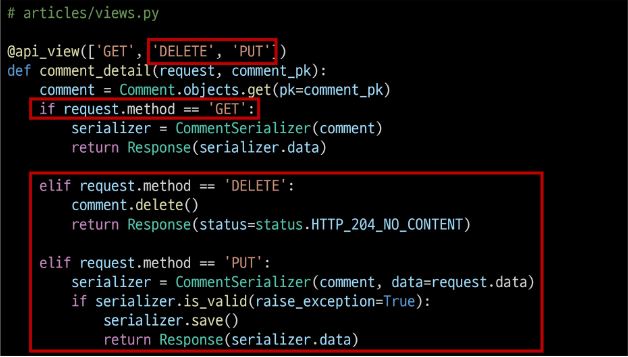 # articles/views.py
@api_view(['GET', 'DELETE', 'PUT'])
def comment_detail(request, comment_pk):
    comment = Comment.objects.get(pk=comment_pk)
    if request.method == 'GET':
        serializer = CommentSerializer(comment)
        return Response(serializer.data)
    elif request.method == 'DELETE':
        comment.delete()
        return Response(status=status.HTTP_204_NO_CONTENT)
    elif request.method == 'PUT':
        serializer = CommentSerializer(comment, data=request.data)
        if serializer.is_valid(raise_exception=True):
            serializer.save()
            return Response(serializer.data)